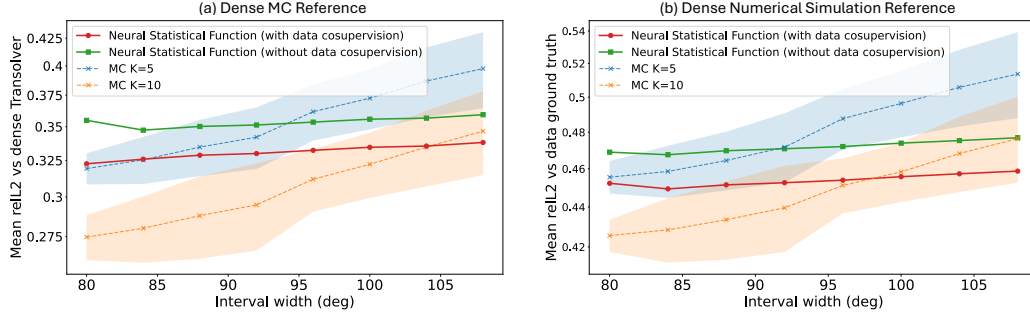 (a) Dense MC Reference
Neural Statistical Function (with data cosupervision)
Neural Statistical Function (without data cosupervision)
MC K=5
MC K=10
0.425
0.4
0.375
0.35
0.325
0.3
0.275
Mean relL2 vs dense Transolver
80
85
90
95
100
105
Interval width (deg)
(b) Dense Numerical Simulation Reference
Neural Statistical Function (with data cosupervision)
Neural Statistical Function (without data cosupervision)
MC K=5
MC K=10
0.54
0.52
0.5
0.48
0.46
0.44
0.42
Mean relL2 vs data ground truth
80
85
90
95
100
105
Interval width (deg)